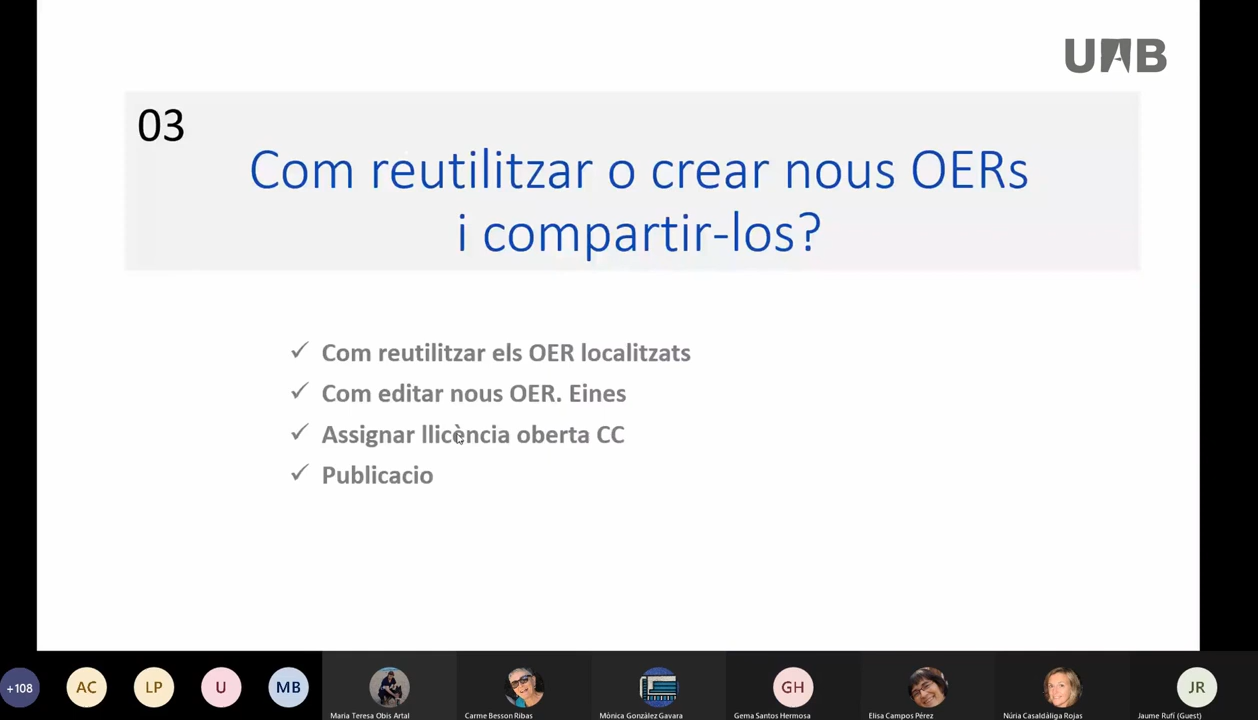 UAB
03
Com reutilitzar o crear nous OERs
i compartir-los?
✓ Com reutilitzar els OER localitzats
✓ Com editar nous OER. Eines
✓ Assignar llicència oberta CC
✓ Publicacio
+108
AC
LP
U
MB
GH
JR
Maria Teresa Obis Artal
Carme Besson Ribas
Mònica González Gavara
Gema Santos Hermosa
Elisa Campos Pérez
Núria Casaldàliga Rojas
Jaume Rufí (Guest)